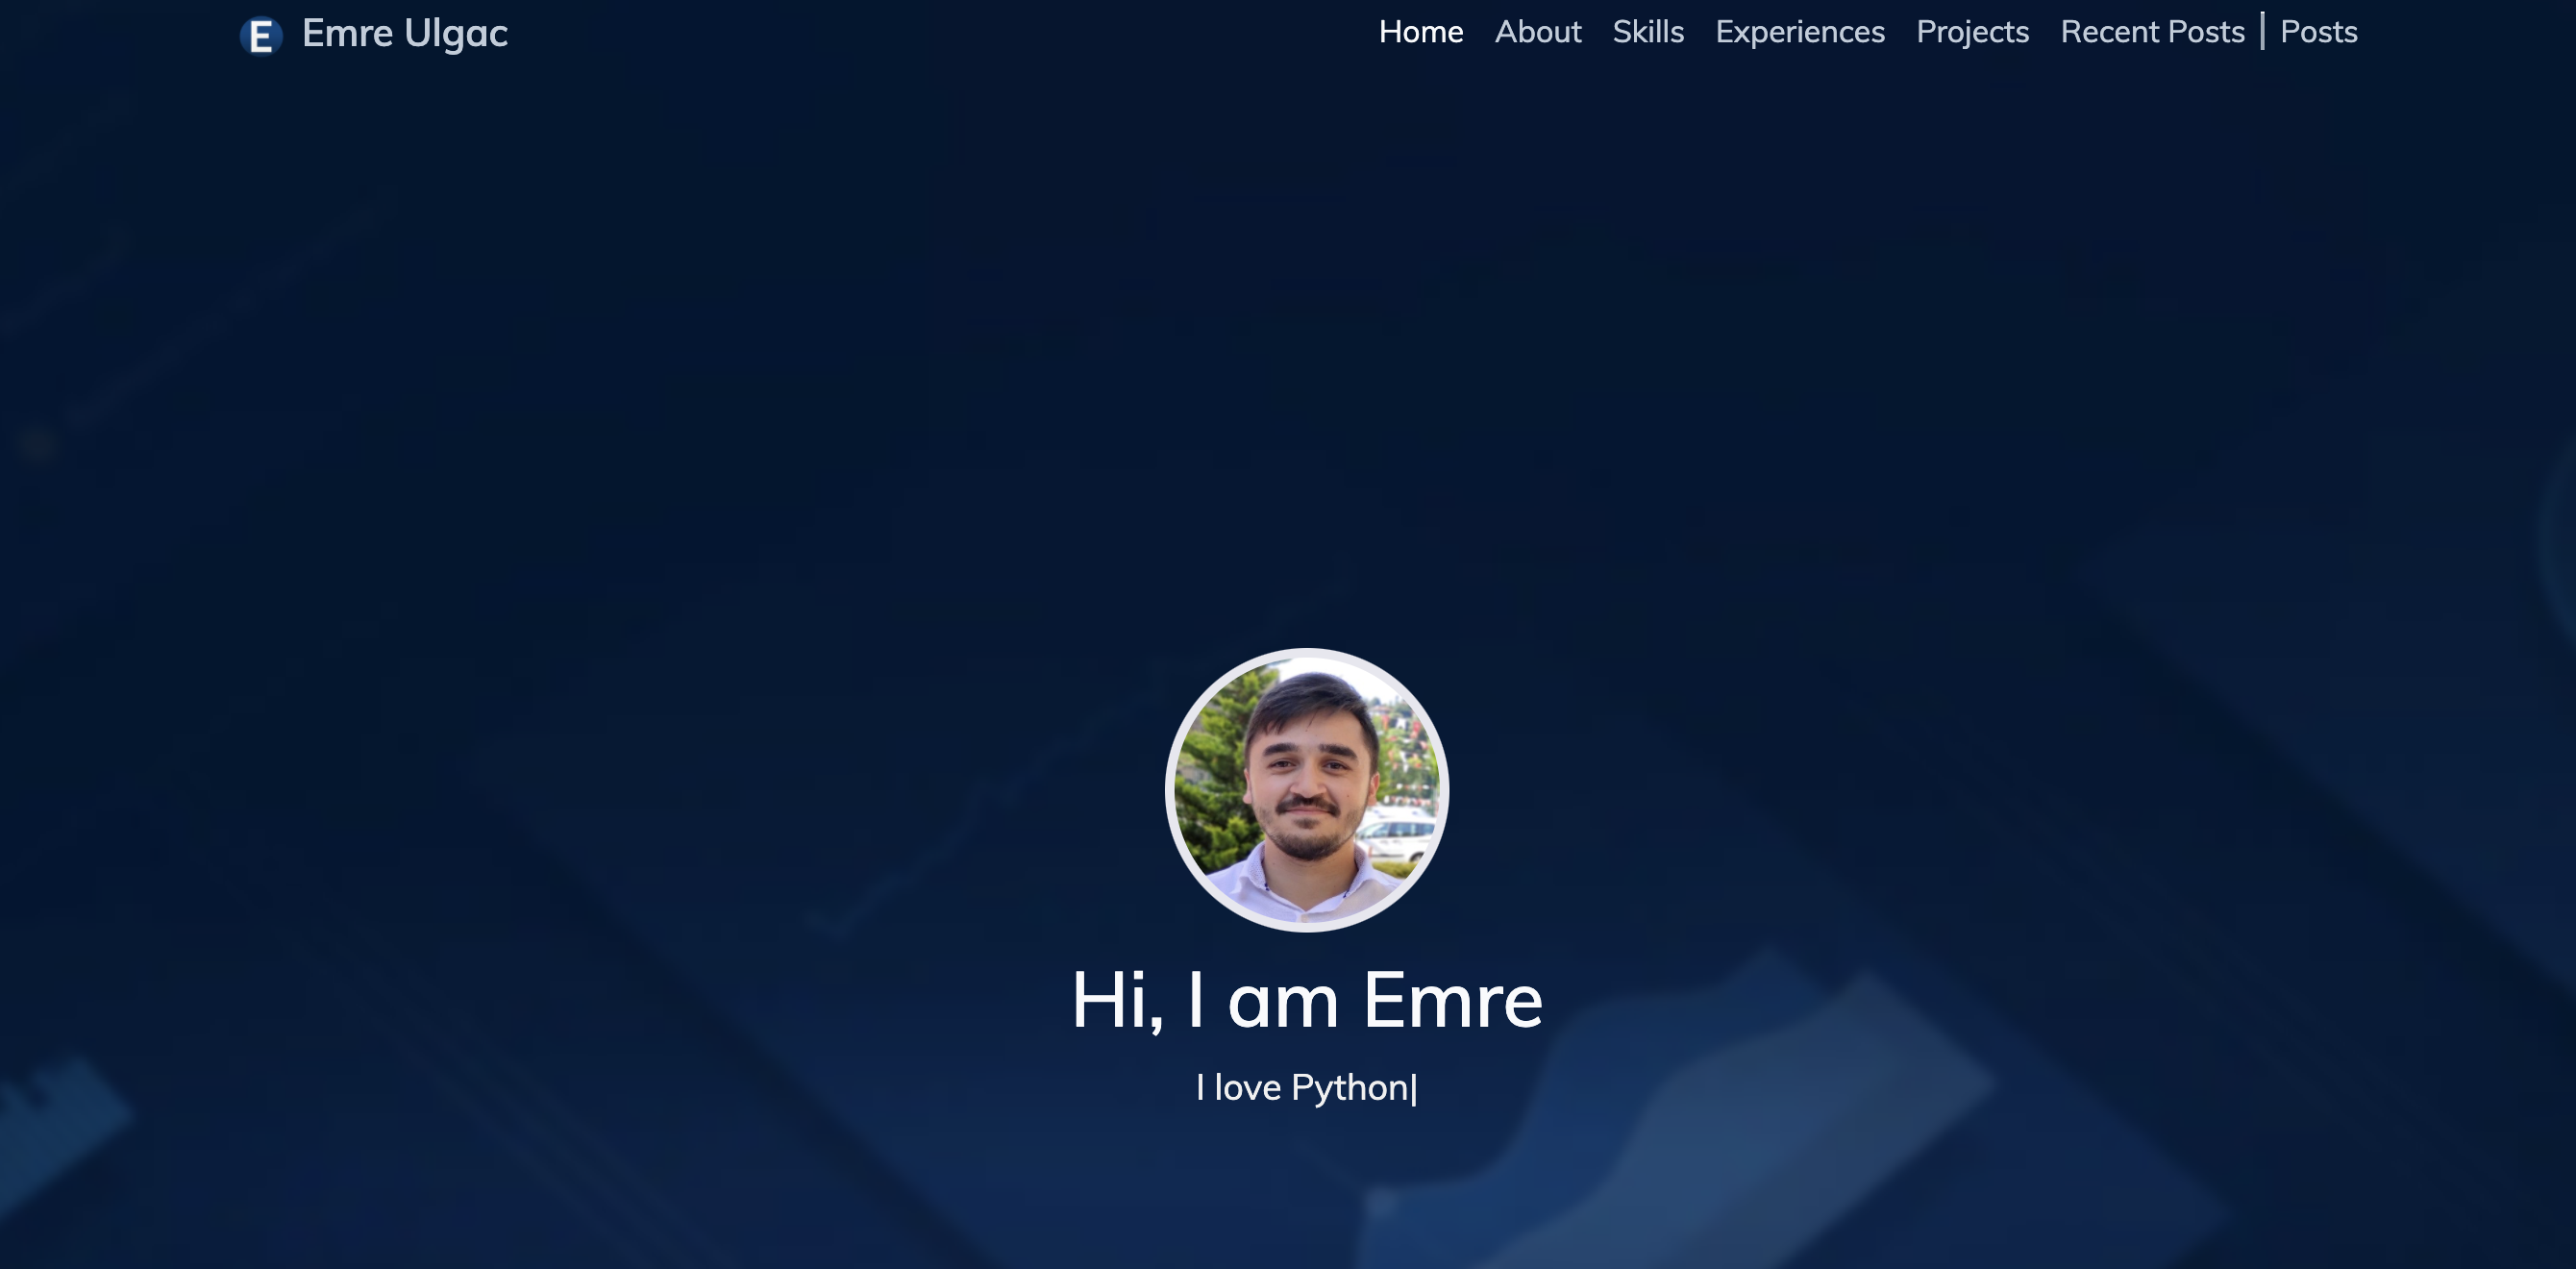 E Emre Ulgac
Home About Skills Experiences Projects Recent Posts | Posts
Hi, I am Emre
I love Python|